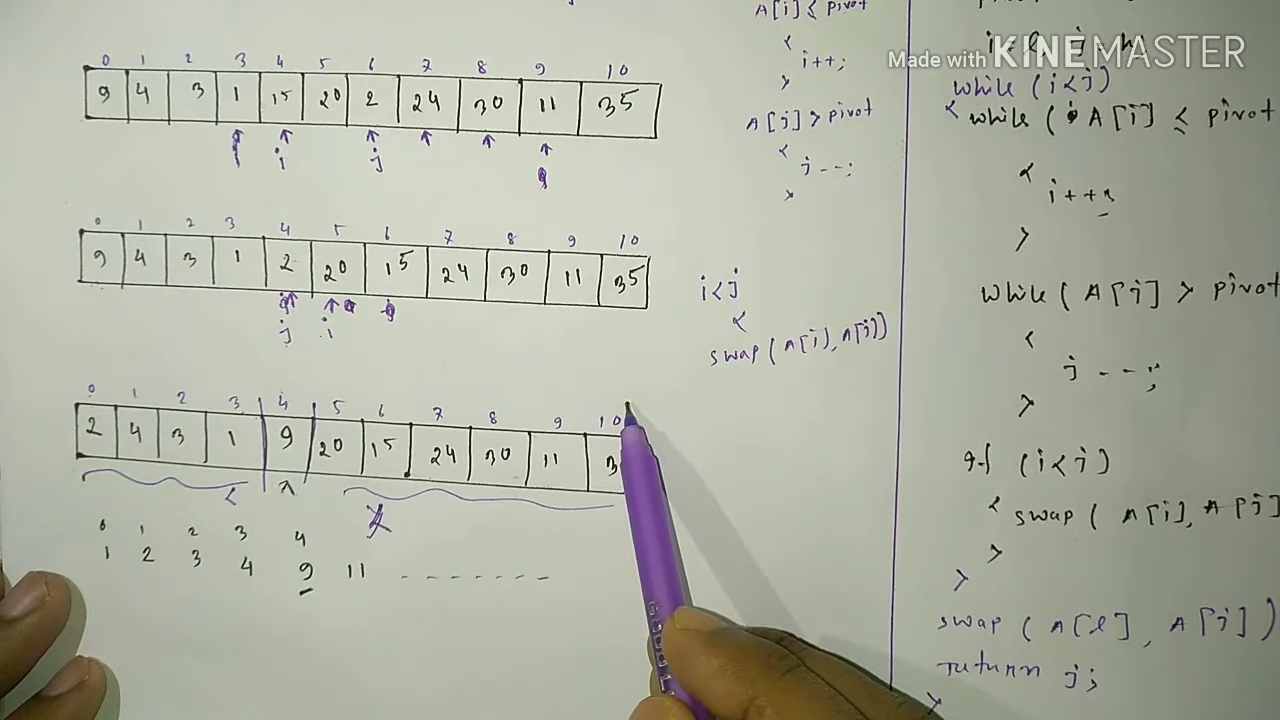 0 1 2 3 4 5 6 7 8 9 10
9 4 3 1 15 20 2 24 30 11 35
i j
0 1 2 3 4 5 6 7 8 9 10
9 4 3 1 2 20 15 24 30 11 35
j i
0 1 2 3 4 5 6 7 8 9 10
2 4 3 1 9 20 15 24 30 11
0 1 2 3 4
1 2 3 4 9 11 - - - - - - -
A[i] ≤ pivot
{
i++;
}
A[j] > pivot
{
j--;
}
i<j
{
swap(A[i], A[j])
Made with KINEMASTER
while (i<j)
{ while ( A[i] ≤ pivot
{
i++;
}
while ( A[j] > pivot
{
j--;
}
if (i<j)
{ swap ( A[i], A[j]
}
}
swap ( A[l] , A[j] )
return j;
}